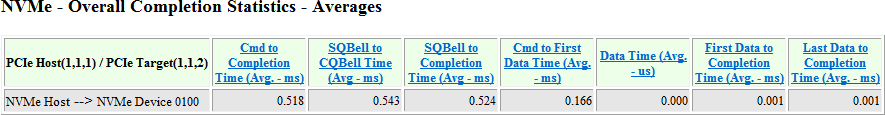 NVMe - Overall Completion Statistics - Averages
PCIe Host(1,1,1) / PCIe Target(1,1,2)
Cmd to
Completion
Time (Avg. - ms)
SQBell to
CQBell Time
(Avg - ms)
SQBell to
Completion
Time (Avg. - ms)
Cmd to First
Data Time (Avg.
- ms)
Data Time (Avg.
- us)
First Data to
Completion
Time (Avg. - ms)
Last Data to
Completion
Time (Avg. - ms)
NVMe Host --> NVMe Device 0100 0.518 0.543 0.524 0.166 0.000 0.001 0.001